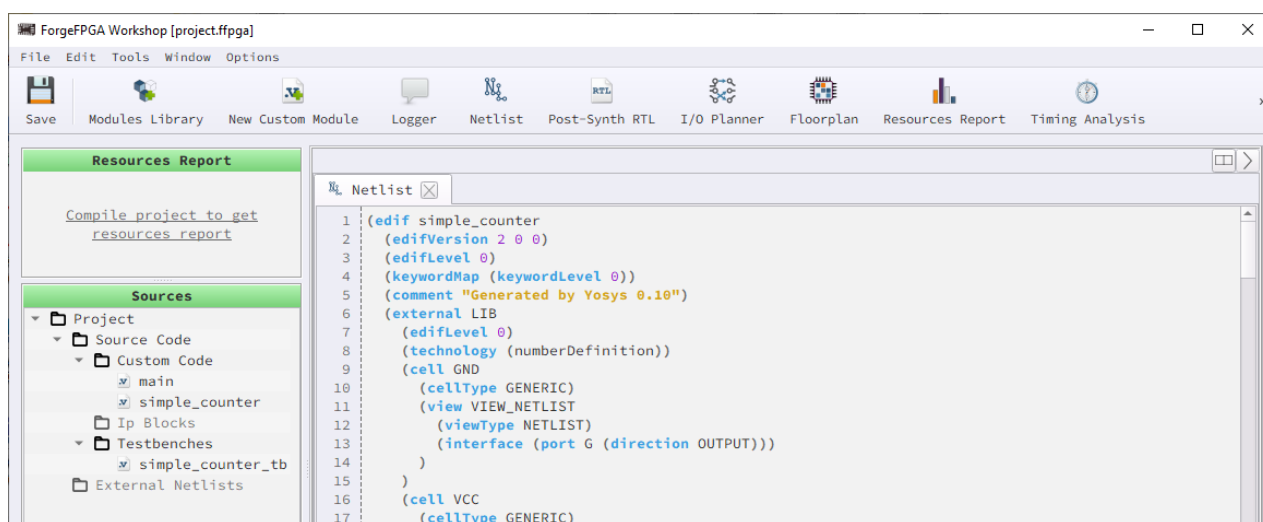 ForgeFPGA Workshop [project.ffpga]
File Edit Tools Window Options
Save Modules Library New Custom Module Logger Netlist Post-Synth RTL I/O Planner Floorplan Resources Report Timing Analysis
Resources Report
Compile project to get
resources report
Sources
Project
Source Code
Custom Code
main
simple_counter
Ip Blocks
Testbenches
simple_counter_tb
External Netlists
Netlist
1 (edif simple_counter
2 (edifVersion 2 0 0)
3 (edifLevel 0)
4 (keywordMap (keywordLevel 0))
5 (comment "Generated by Yosys 0.10")
6 (external LIB
7 (edifLevel 0)
8 (technology (numberDefinition))
9 (cell GND
10 (cellType GENERIC)
11 (view VIEW_NETLIST
12 (viewType NETLIST)
13 (interface (port G (direction OUTPUT)))
14 )
15 )
16 (cell VCC
17 (cellType GENERIC)